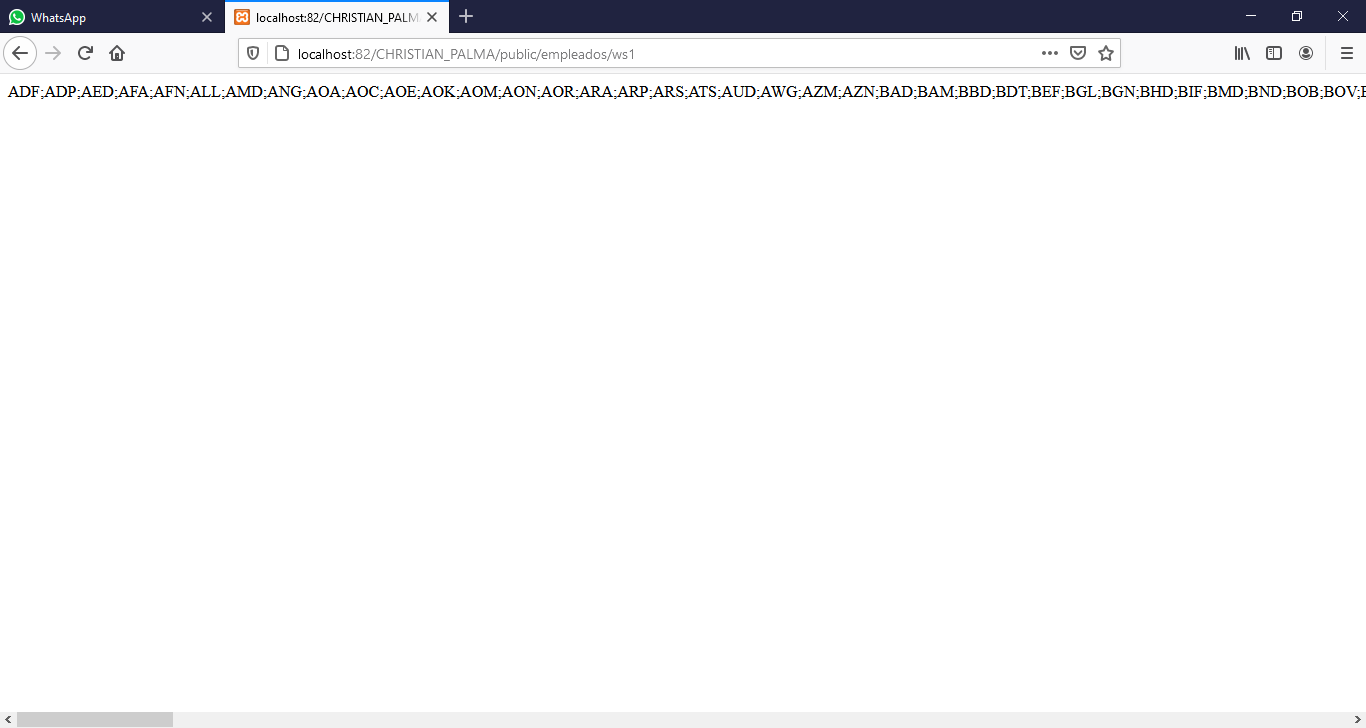 WhatsApp
localhost:82/CHRISTIAN_PALM
localhost:82/CHRISTIAN_PALMA/public/empleados/ws1
ADF;ADP;AED;AFA;AFN;ALL;AMD;ANG;AOA;AOC;AOE;AOK;AOM;AON;AOR;ARA;ARP;ARS;ATS;AUD;AWG;AZM;AZN;BAD;BAM;BBD;BDT;BEF;BGL;BGN;BHD;BIF;BMD;BND;BOB;BOV;